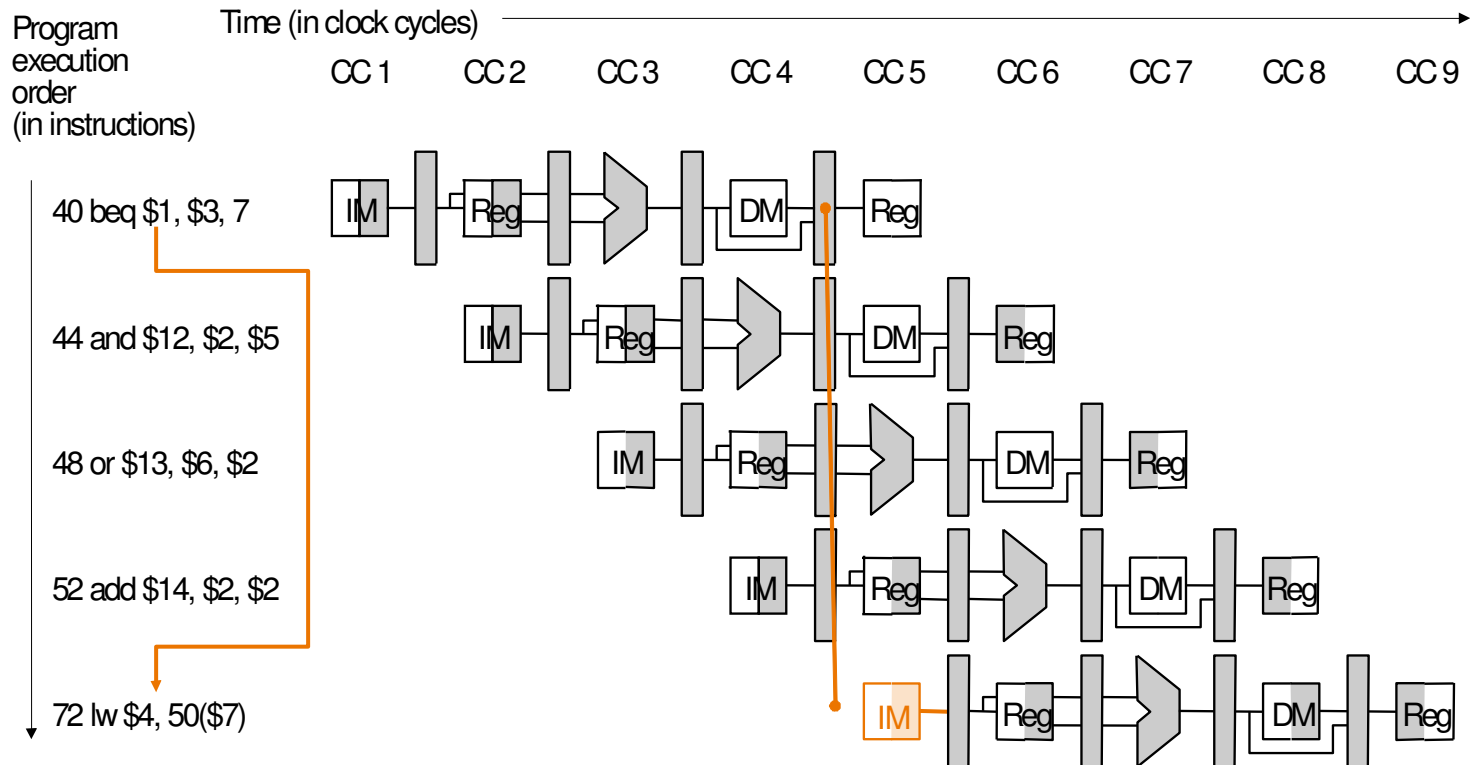 Time (in clock cycles)
Program
execution
order
(in instructions)
CC 1 CC 2 CC 3 CC 4 CC 5 CC 6 CC 7 CC 8 CC 9
40 beq $1, $3, 7
IM Reg DM Reg
44 and $12, $2, $5
IM Reg DM Reg
48 or $13, $6, $2
IM Reg DM Reg
52 add $14, $2, $2
IM Reg DM Reg
72 lw $4, 50($7)
IM Reg DM Reg